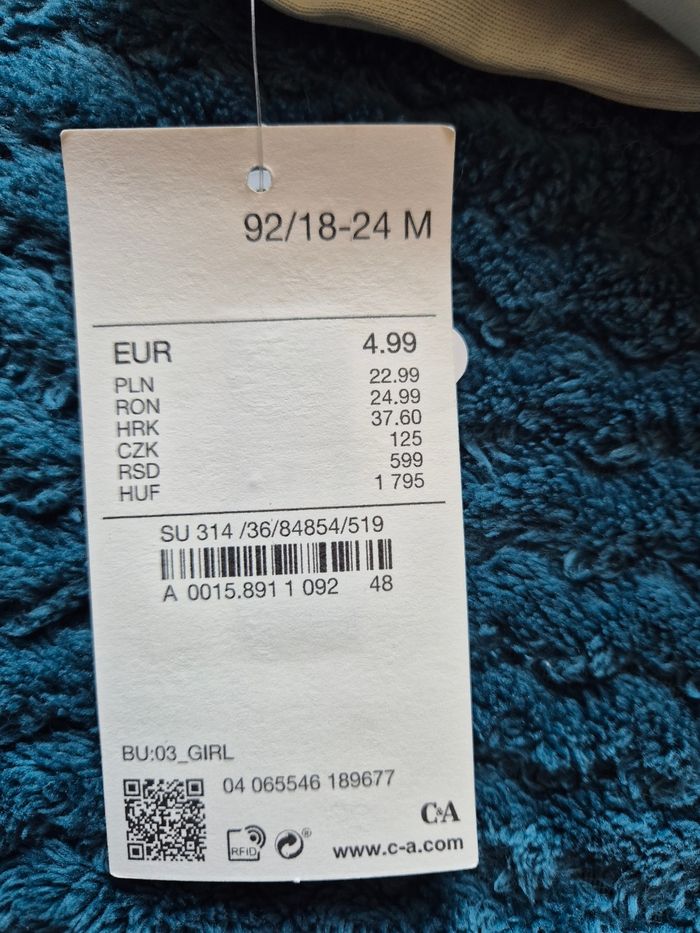 92/18-24 M
EUR 4.99
PLN 22.99
RON 24.99
HRK 37.60
CZK 125
RSD 599
HUF 1 795
SU 314 /36/84854/519
A 0015.891 1 092 48
BU:03_GIRL
04 065546 189677
C&A
RFID ®
www.c-a.com